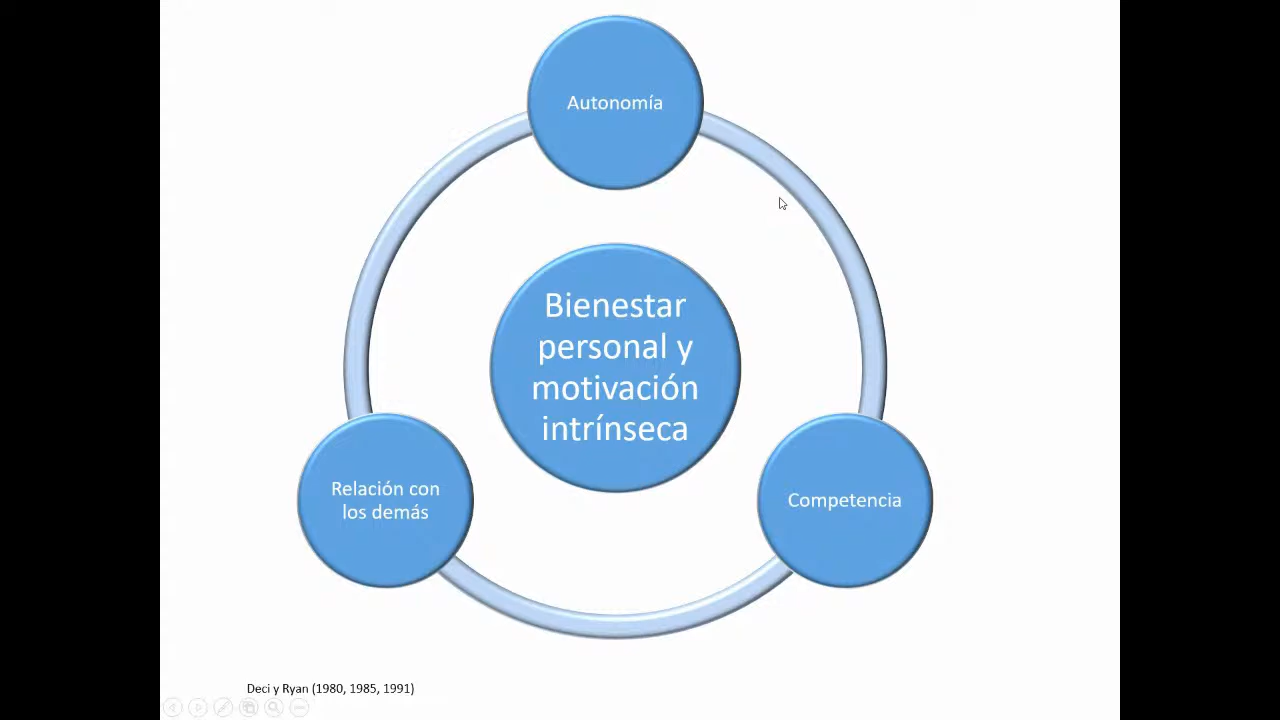 Autonomía
Bienestar
personal y
motivación
intrínseca
Relación con
los demás
Competencia
Deci y Ryan (1980, 1985, 1991)